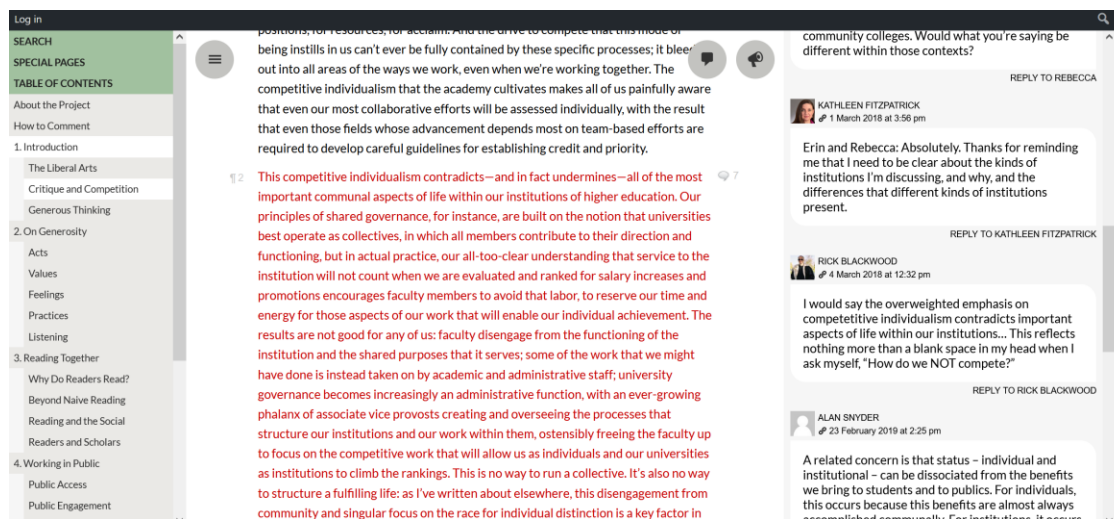 Log in
SEARCH
SPECIAL PAGES
TABLE OF CONTENTS
About the Project
How to Comment
1. Introduction
The Liberal Arts
Critique and Competition
Generous Thinking
2. On Generosity
Acts
Values
Feelings
Practices
Listening
3. Reading Together
Why Do Readers Read?
Beyond Naive Reading
Reading and the Social
Readers and Scholars
4. Working in Public
Public Access
Public Engagement
positions, for resources, for acclaim. And the drive to compete that this mode of
being instills in us can't ever be fully contained by these specific processes; it
out into all areas of the ways we work, even when we're working together. The
competitive individualism that the academy cultivates makes all of us painfully aware
that even our most collaborative efforts will be assessed individually, with the result
that even those fields whose advancement depends most on team-based efforts are
required to develop careful guidelines for establishing credit and priority.
¶ 2
This competitive individualism contradicts—and in fact undermines—all of the most
important communal aspects of life within our institutions of higher education. Our
principles of shared governance, for instance, are built on the notion that universities
best operate as collectives, in which all members contribute to their direction and
functioning, but in actual practice, our all-too-clear understanding that service to the
institution will not count when we are evaluated and ranked for salary increases and
promotions encourages faculty members to avoid that labor, to reserve our time and
energy for those aspects of our work that will enable our individual achievement. The
results are not good for any of us: faculty disengage from the functioning of the
institution and the shared purposes that it serves; some of the work that we might
have done is instead taken on by academic and administrative staff; university
governance becomes increasingly an administrative function, with an ever-growing
phalanx of associate vice provosts creating and overseeing the processes that
structure our institutions and our work within them, ostensibly freeing the faculty up
to focus on the competitive work that will allow us as individuals and our universities
as institutions to climb the rankings. This is no way to run a collective. It's also no way
to structure a fulfilling life: as I've written about elsewhere, this disengagement from
community and singular focus on the race for individual distinction is a key factor in
7
community colleges. Would what you're saying be
different within those contexts?
REPLY TO REBECCA
KATHLEEN FITZPATRICK
1 March 2018 at 3:56 pm
Erin and Rebecca: Absolutely. Thanks for reminding
me that I need to be clear about the kinds of
institutions I'm discussing, and why, and the
differences that different kinds of institutions
present.
REPLY TO KATHLEEN FITZPATRICK
RICK BLACKWOOD
4 March 2018 at 12:32 pm
I would say the overweighted emphasis on
competetitive individualism contradicts important
aspects of life within our institutions... This reflects
nothing more than a blank space in my head when I
ask myself, "How do we NOT compete?"
REPLY TO RICK BLACKWOOD
ALAN SNYDER
23 February 2019 at 2:25 pm
A related concern is that status – individual and
institutional – can be dissociated from the benefits
we bring to students and to publics. For individuals,
this occurs because this benefits are almost always
accomplished communally. For institutions, it occurs